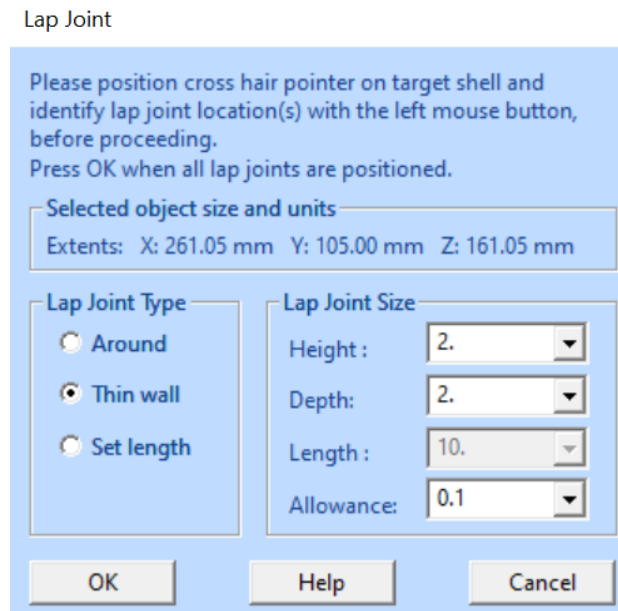 Lap Joint
Please position cross hair pointer on target shell and
identify lap joint location(s) with the left mouse button,
before proceeding.
Press OK when all lap joints are positioned.
Selected object size and units
Extents: X: 261.05 mm Y: 105.00 mm Z: 161.05 mm
Lap Joint Type
Around
Thin wall
Set length
Lap Joint Size
Height : 2.
Depth: 2.
Length : 10.
Allowance: 0.1
OK Help Cancel